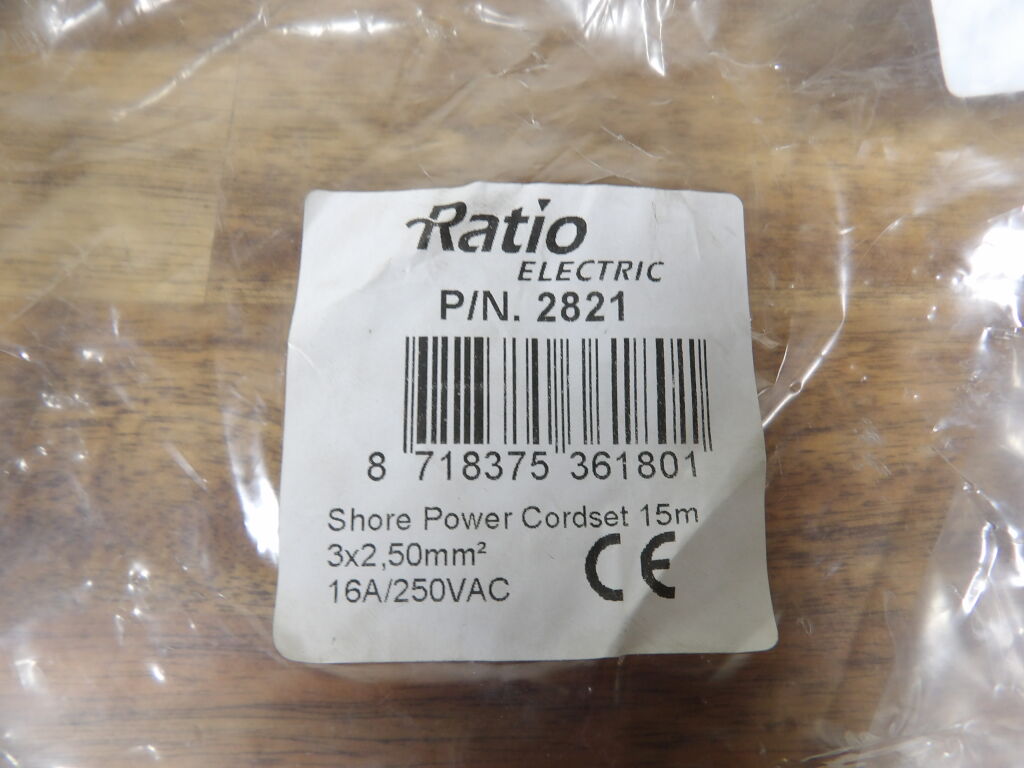 Ratio
ELECTRIC
P/N. 2821
8 718375 361801
Shore Power Cordset 15m
3x2,50mm²
16A/250VAC
CE